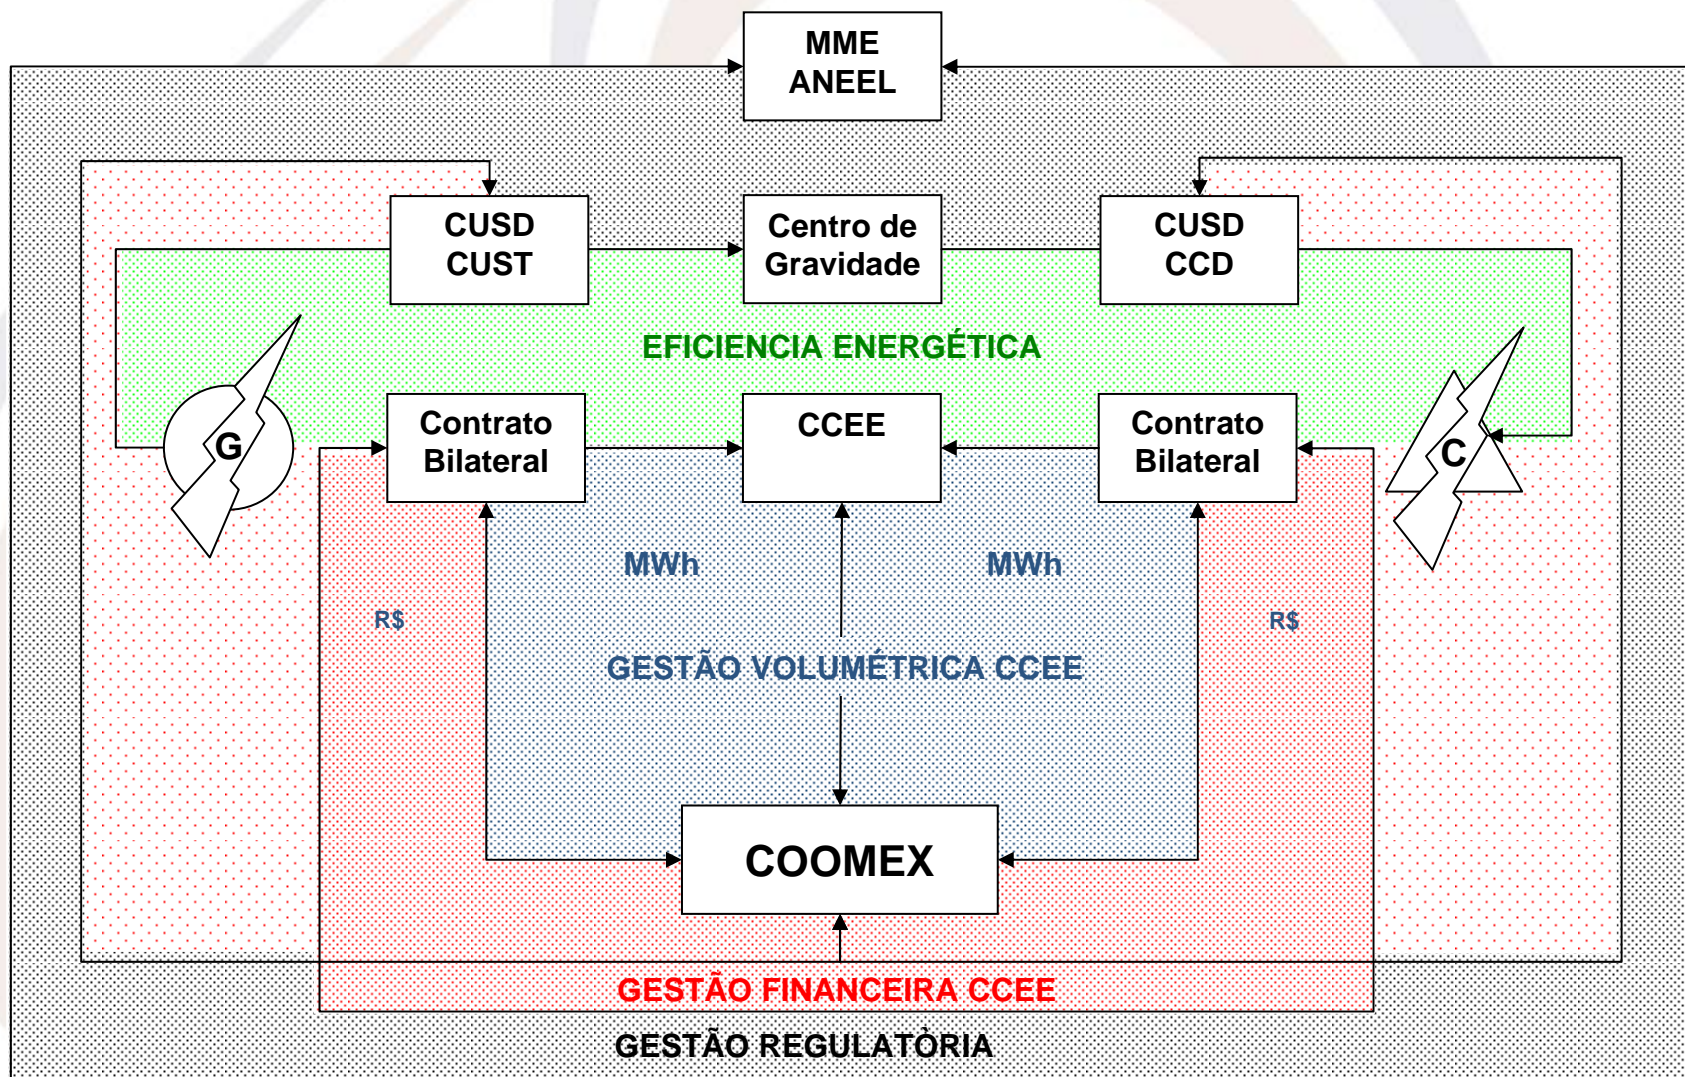 MME
ANEEL
CUSD
CUST
Centro de
Gravidade
CUSD
CCD
EFICIENCIA ENERGÉTICA
G
Contrato
Bilateral
CCEE
Contrato
Bilateral
C
MWh
MWh
R$
R$
GESTÃO VOLUMÉTRICA CCEE
COOMEX
GESTÃO FINANCEIRA CCEE
GESTÃO REGULATÒRIA